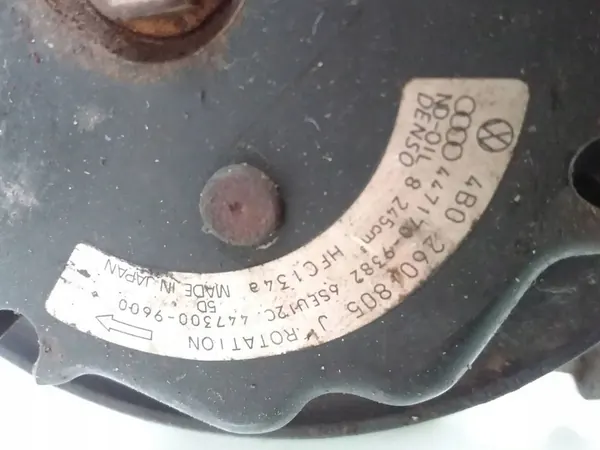 4B0 260 805 J ROTATION
447170-9382 6SEU12C 447300-9600
ND-OIL 8 245cm³ HFC134a 5D
DENSO MADE IN JAPAN